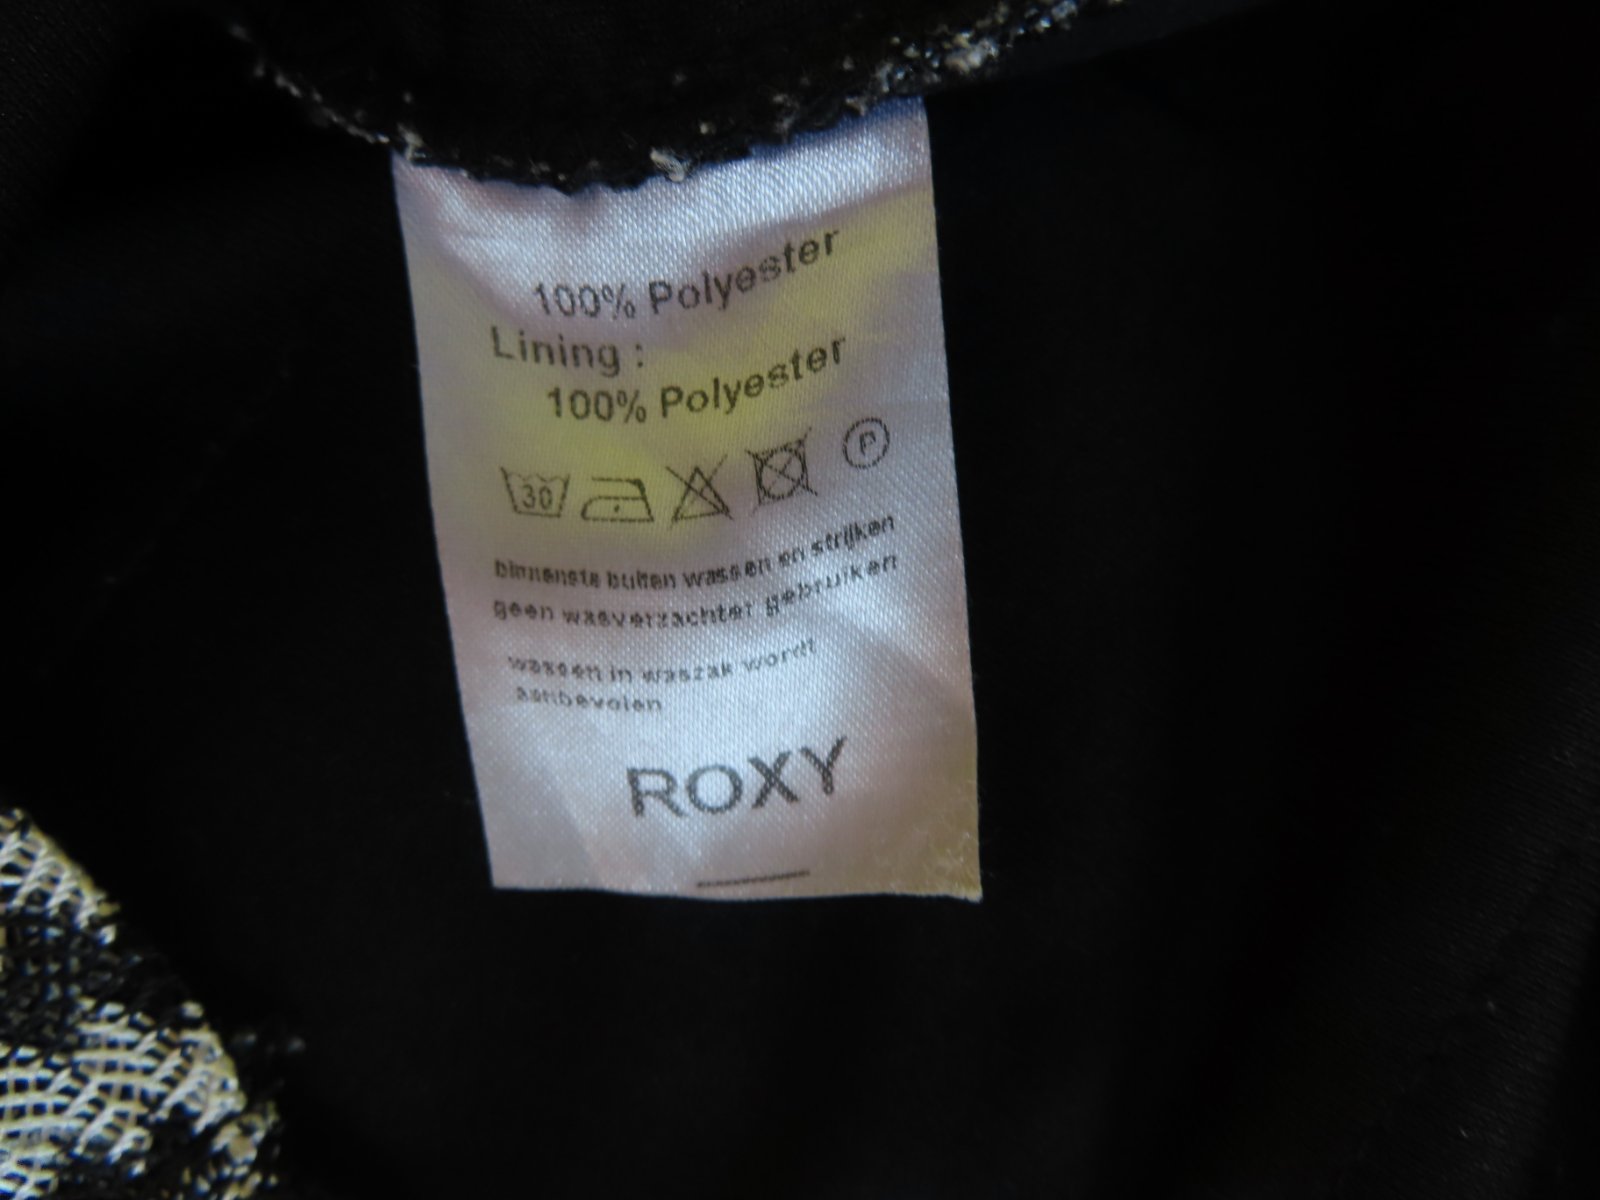 100% Polyester
Lining :
100% Polyester
30 P
binnenste buiten wassen en strijken
geen wasverzachter gebruiken
wassen in waszak wordt
aanbevolen
ROXY